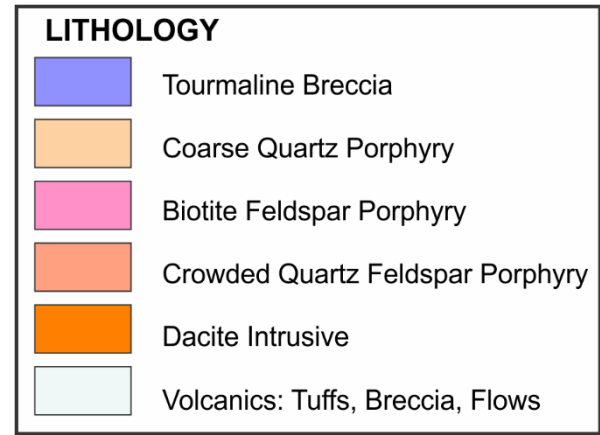 LITHOLOGY
Tourmaline Breccia
Coarse Quartz Porphyry
Biotite Feldspar Porphyry
Crowded Quartz Feldspar Porphyry
Dacite Intrusive
Volcanics: Tuffs, Breccia, Flows